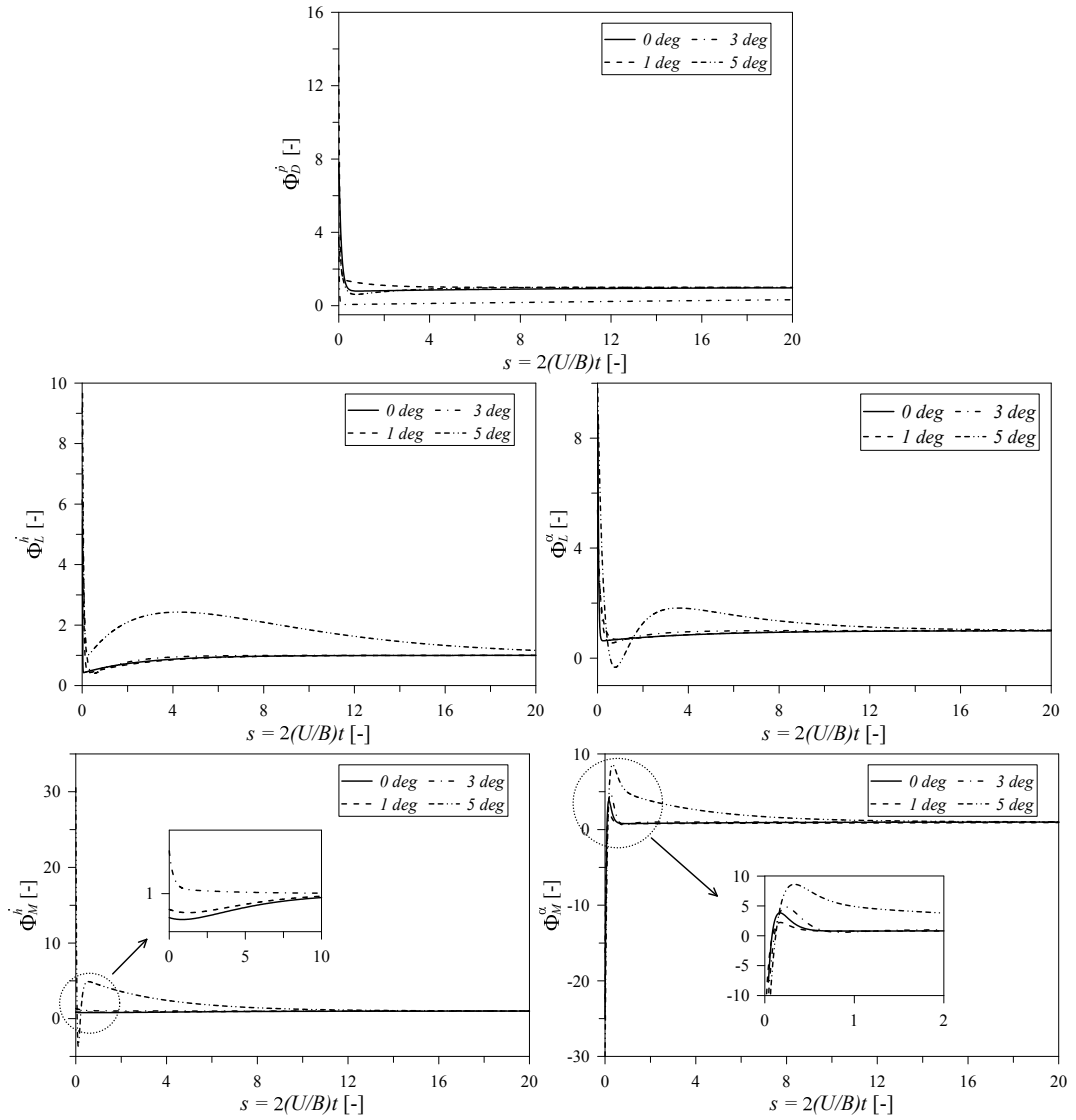 16
12
8
4
0
Φ_D^ṗ [-]
0 deg 3 deg
1 deg 5 deg
0 4 8 12 16 20
s = 2(U/B)t [-]
10
8
6
4
2
0
Φ_L^ḣ [-]
0 deg 3 deg
1 deg 5 deg
0 4 8 12 16 20
s = 2(U/B)t [-]
8
4
0
Φ_L^α [-]
0 deg 3 deg
1 deg 5 deg
0 4 8 12 16 20
s = 2(U/B)t [-]
35
30
25
20
15
10
5
0
Φ_M^ḣ [-]
0 deg 3 deg
1 deg 5 deg
1
0 5 10
0 4 8 12 16 20
s = 2(U/B)t [-]
10
0
-10
-20
-30
Φ_M^α [-]
0 deg 3 deg
1 deg 5 deg
10
5
0
-5
-10
0 1 2
0 4 8 12 16 20
s = 2(U/B)t [-]